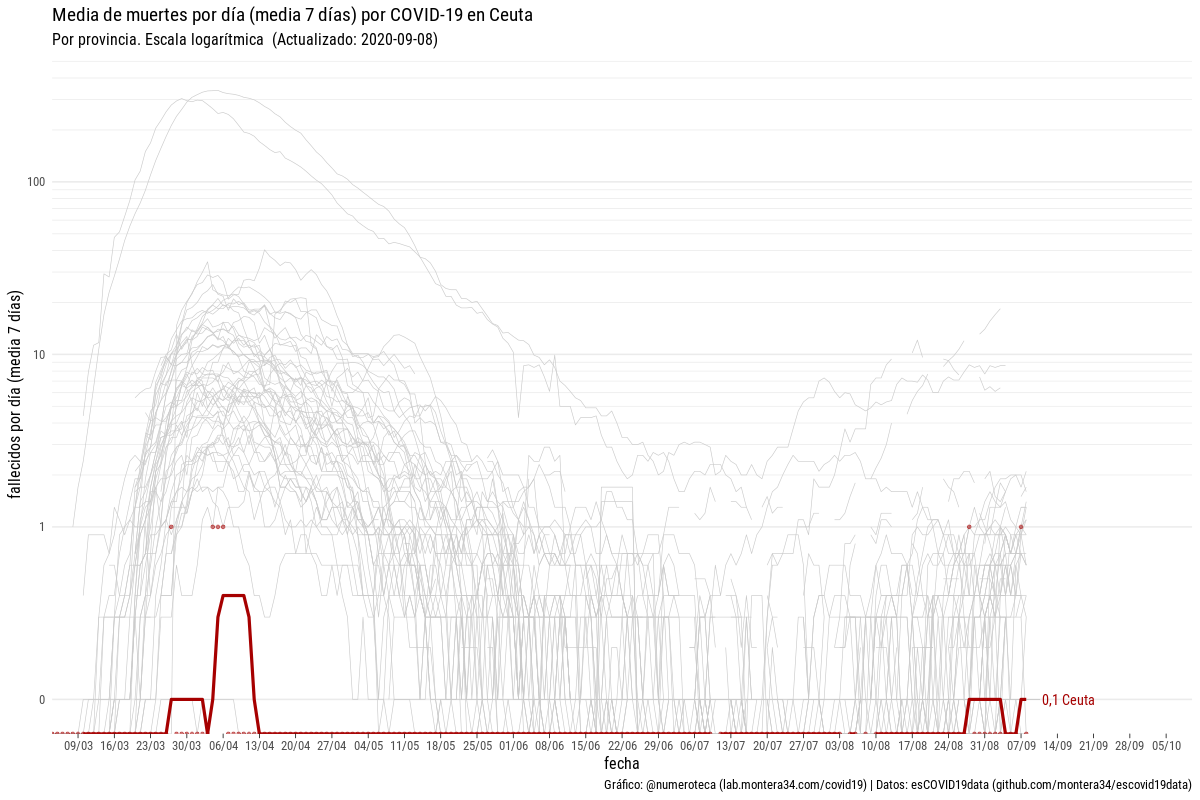 Media de muertes por día (media 7 días) por COVID-19 en Ceuta
Por provincia. Escala logarítmica (Actualizado: 2020-09-08)
fallecidos por día (media 7 días)
100
10
1
0
0,1 Ceuta
09/03 16/03 23/03 30/03 6/04 13/04 20/04 27/04 04/05 11/05 18/05 25/05 01/06 08/06 15/06 22/06 29/06 06/07 13/07 20/07 27/07 03/08 10/08 17/08 24/08 31/08 07/09 14/09 21/09 28/09 05/10
fecha
Gráfico: @numeroteca (lab.montera34.com/covid19) | Datos: esCOVID19data (github.com/montera34/escovid19data)